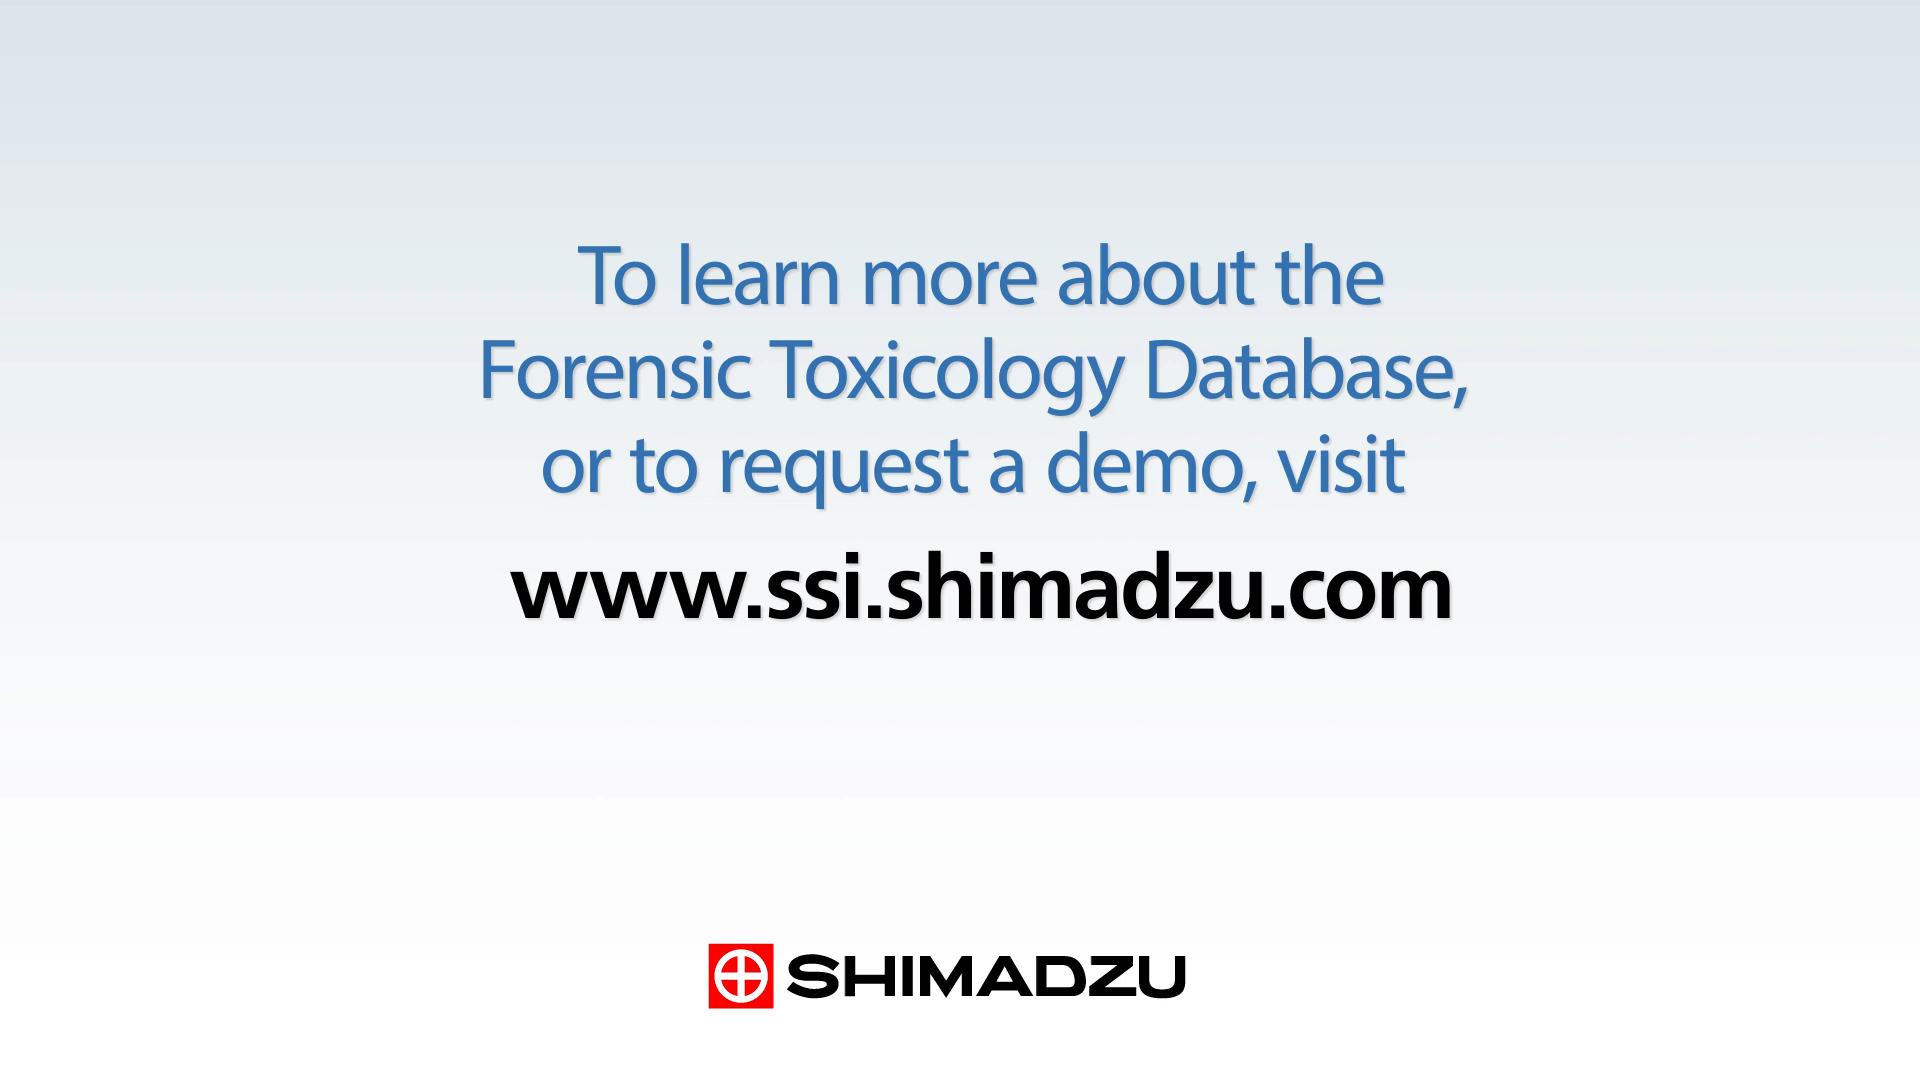 To learn more about the
Forensic Toxicology Database,
or to request a demo, visit
www.ssi.shimadzu.com
SHIMADZU